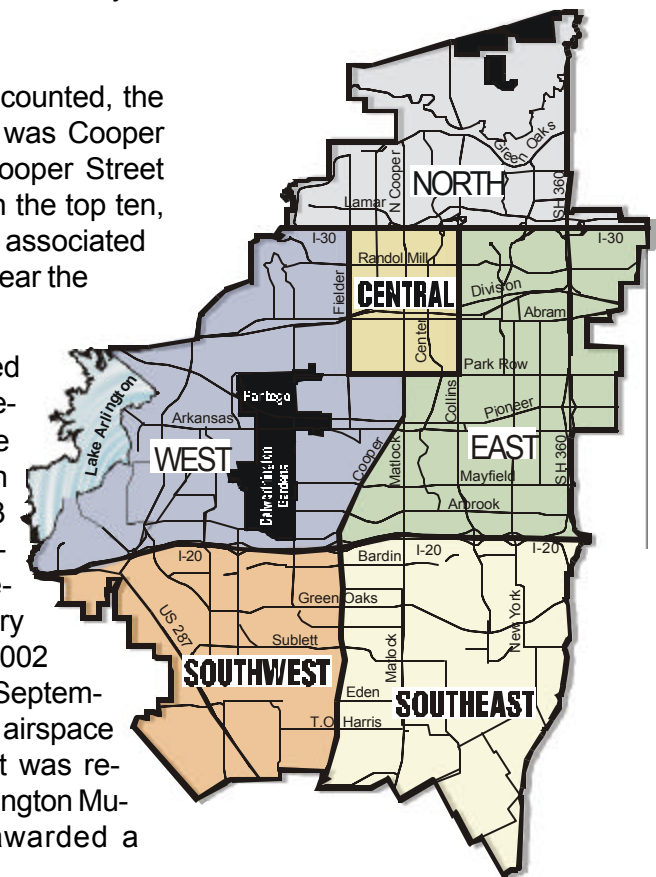 counted, the
was Cooper
ooper Street
the top ten,
associated
ear the
ed
e-
e
n
3
-
e-
ry
002
Septem-
airspace
t was re-
ngton Mu-
awarded a
Green Oaks
N Cooper
NORTH
SH 360
Lamar
I-30
I-30
Randol Mill
Fielder
CENTRAL
Division
Abram
Center
Park Row
Lake Arlington
Pantego
Collins
Pioneer
Arkansas
WEST
Dalworthington
Gardens
Cooper
Matlock
EAST
SH 360
Mayfield
Arbrook
I-20
Bardin
I-20
I-20
US 287
Green Oaks
New York
Sublett
Matlock
SOUTHWEST
Eden
SOUTHEAST
T.O. Harris